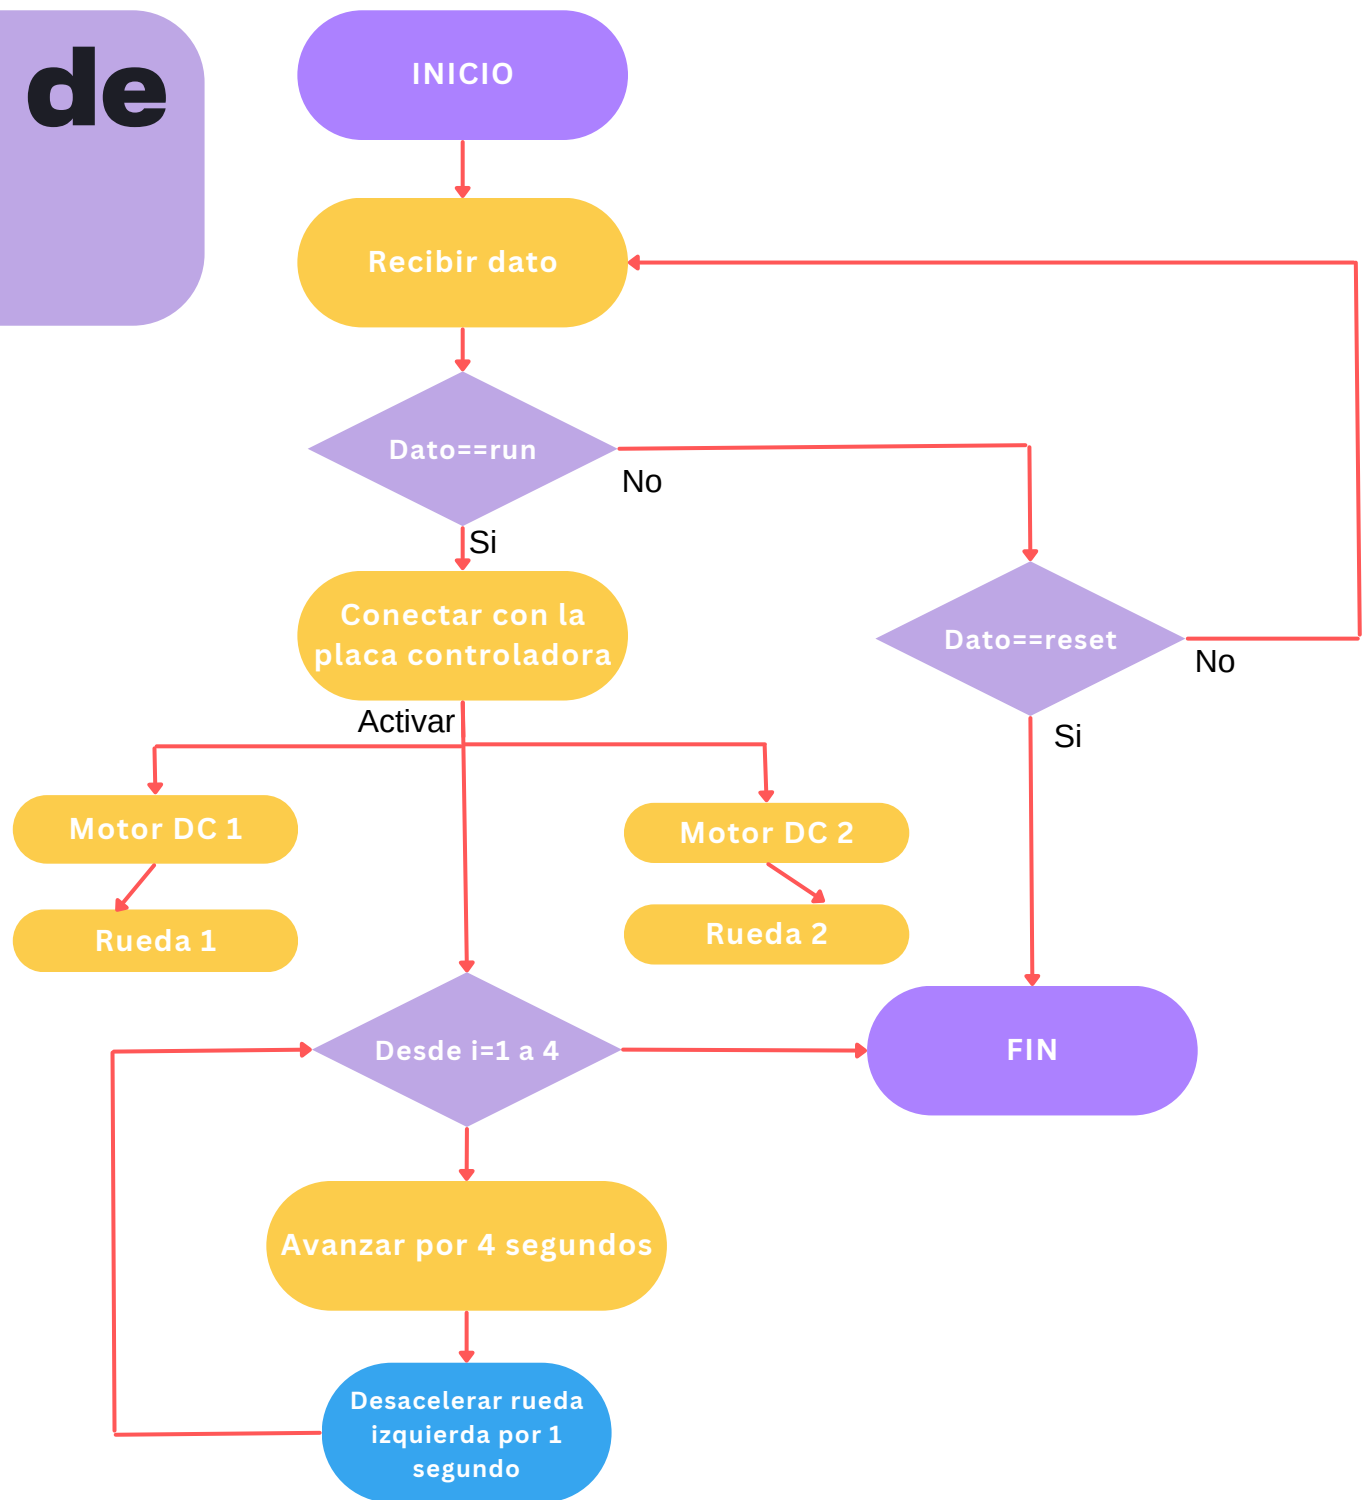 de
INICIO
Recibir dato
Dato==run
No
Si
Conectar con la
placa controladora
Dato==reset
No
Activar
Si
Motor DC 1
Motor DC 2
Rueda 1
Rueda 2
Desde i=1 a 4
FIN
Avanzar por 4 segundos
Desacelerar rueda
izquierda por 1
segundo